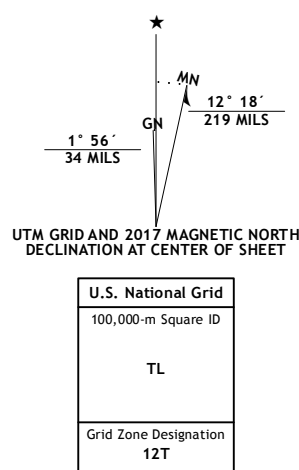 MN
GN
12° 18´
219 MILS
1° 56´
34 MILS
UTM GRID AND 2017 MAGNETIC NORTH
DECLINATION AT CENTER OF SHEET
U.S. National Grid
100,000-m Square ID
TL
Grid Zone Designation
12T